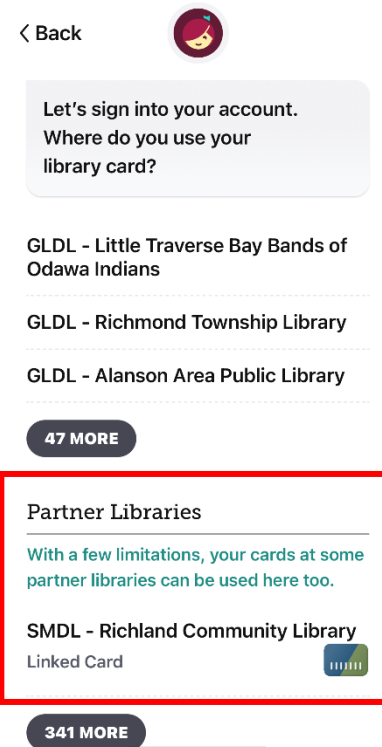 Back
Let's sign into your account.
Where do you use your
library card?
GLDL - Little Traverse Bay Bands of
Odawa Indians
GLDL - Richmond Township Library
GLDL - Alanson Area Public Library
47 MORE
Partner Libraries
With a few limitations, your cards at some
partner libraries can be used here too.
SMDL - Richland Community Library
Linked Card
341 MORE